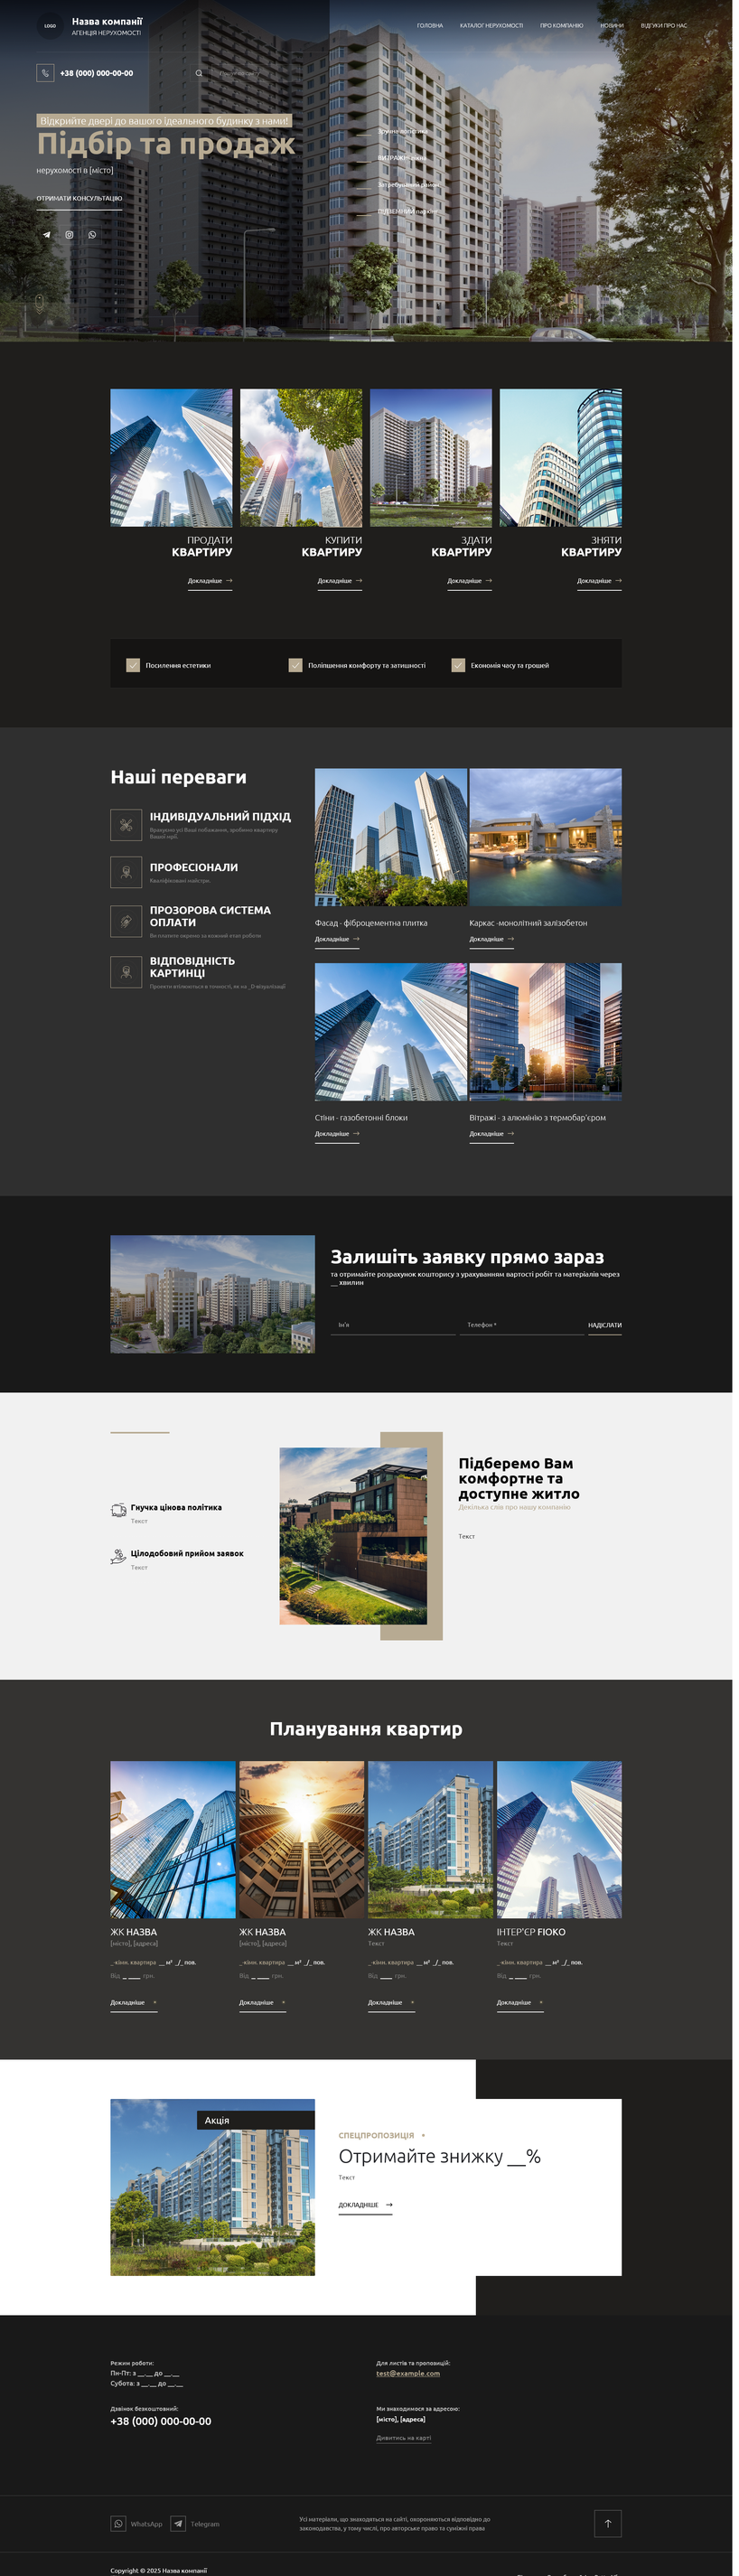 LOGO
Назва компанії
АГЕНЦІЯ НЕРУХОМОСТІ
ГОЛОВНА
КАТАЛОГ НЕРУХОМОСТІ
ПРО КОМПАНІЮ
НОВИНИ
ВІДГУКИ ПРО НАС
+38 (000) 000-00-00
Відкрийте двері до вашого ідеального будинку з нами!
Підбір та продаж
нерухомості в [місто]
ОТРИМАТИ КОНСУЛЬТАЦІЮ
ПРОДАТИ
КВАРТИРУ
Докладніше
КУПИТИ
КВАРТИРУ
Докладніше
ЗДАТИ
КВАРТИРУ
Докладніше
ЗНЯТИ
КВАРТИРУ
Докладніше
Посилення естетики
Поліпшення комфорту та затишності
Економія часу та грошей
Наші переваги
ІНДИВІДУАЛЬНИЙ ПІДХІД
Врахуємо усі Ваші побажання, зробимо квартиру
Вашої мрії.
ПРОФЕСІОНАЛИ
Кваліфіковані майстри.
ПРОЗОРОВА СИСТЕМА
ОПЛАТИ
Ви платите окремо за кожний етап роботи
ВІДПОВІДНІСТЬ
КАРТИНЦІ
Проекти втілюються в точності, як на _D-візуалізації
Фасад - фіброцементна плитка
Докладніше
Каркас -монолітний залізобетон
Докладніше
Стіни - газобетонні блоки
Докладніше
Вітражі - з алюмінію з термобар'єром
Докладніше
Залишіть заявку прямо зараз
та отримайте розрахунок кошторису з урахуванням вартості робіт та матеріалів через
__ хвилин
Ім'я
Телефон *
НАДІСЛАТИ
Гнучка цінова політика
Текст
Цілодобовий прийом заявок
Текст
Підберемо Вам
комфортне та
доступне житло
Декілька слів про нашу компанію
Текст
Планування квартир
ЖК НАЗВА
[місто], [адреса]
_-кімн. квартира __ м² _/_ пов.
Від _ ___ грн.
Докладніше
ЖК НАЗВА
[місто], [адреса]
_-кімн. квартира __ м² _/_ пов.
Від _ ___ грн.
Докладніше
ЖК НАЗВА
Текст
_-кімн. квартира __ м² _/_ пов.
Від ___ грн.
Докладніше
ІНТЕР'ЄР FIOKO
Текст
_-кімн. квартира __ м² _/_ пов.
Від _ ___ грн.
Докладніше
Акція
СПЕЦПРОПОЗИЦІЯ
Отримайте знижку __%
Текст
ДОКЛАДНІШЕ
Режим роботи:
Пн-Пт: з __.__ до __.__
Субота: з __.__ до __.__
Дзвінок безкоштовний:
+38 (000) 000-00-00
Для листів та пропозицій:
test@example.com
Ми знаходимося за адресою:
[місто], [адреса]
Дивитись на карті
WhatsApp
Telegram
Усі матеріали, що знаходяться на сайті, охороняються відповідно до
законодавства, у тому числі, про авторське право та суміжні права
Copyright © 2025 Назва компанії